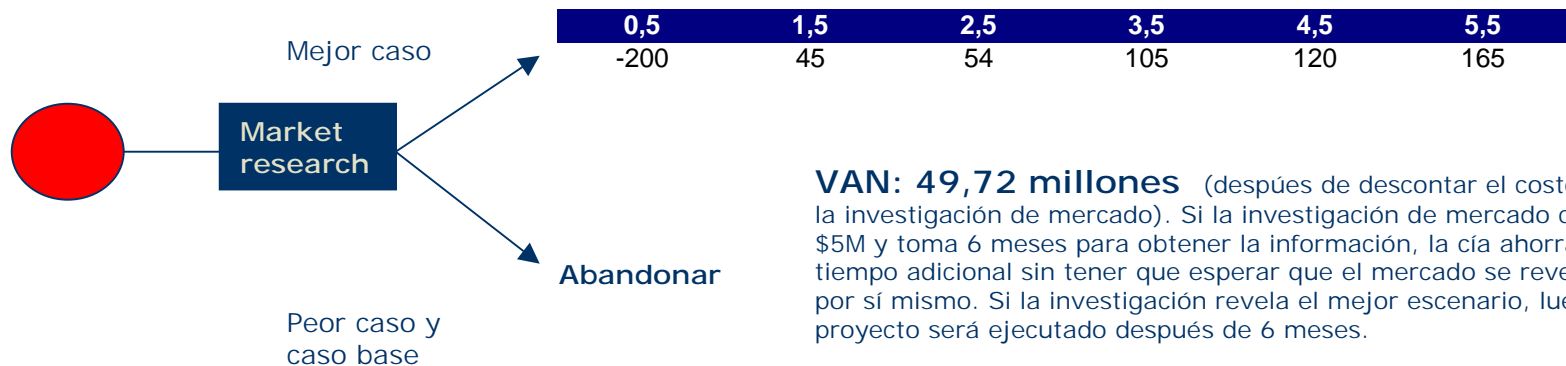 0,5 1,5 2,5 3,5 4,5 5,5
Mejor caso
-200 45 54 105 120 165
Market
research
VAN: 49,72 millones (despúes de descontar el
la investigación de mercado). Si la investigación de mercado
$5M y toma 6 meses para obtener la información, la cía
Abandonar
tiempo adicional sin tener que esperar que el mercado se
por sí mismo. Si la investigación revela el mejor escenario,
proyecto será ejecutado después de 6 meses.
Peor caso y
caso base